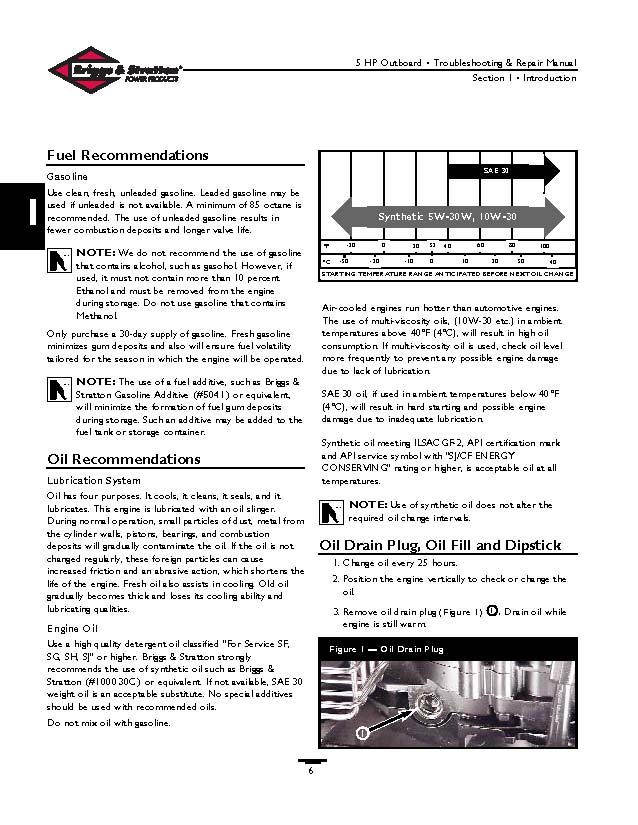 Briggs & Stratton
POWER PRODUCTS
5 HP Outboard • Troubleshooting & Repair Manual
Section 1 • Introduction
1
Fuel Recommendations
Gasoline
Use clean, fresh, unleaded gasoline. Leaded gasoline may be
used if unleaded is not available. A minimum of 85 octane is
recommended. The use of unleaded gasoline results in
fewer combustion deposits and longer valve life.
NOTE: We do not recommend the use of gasoline
that contains alcohol, such as gasohol. However, if
used, it must not contain more than 10 percent
Ethanol and must be removed from the engine
during storage. Do not use gasoline that contains
Methanol.
Only purchase a 30-day supply of gasoline. Fresh gasoline
minimizes gum deposits and also will ensure fuel volatility
tailored for the season in which the engine will be operated.
NOTE: The use of a fuel additive, such as Briggs &
Stratton Gasoline Additive (#5041) or equivalent,
will minimize the formation of fuel gum deposits
during storage. Such an additive may be added to the
fuel tank or storage container.
Oil Recommendations
Lubrication System
Oil has four purposes. It cools, it cleans, it seals, and it
lubricates. This engine is lubricated with an oil slinger.
During normal operation, small particles of dust, metal from
the cylinder walls, pistons, bearings, and combustion
deposits will gradually contaminate the oil. If the oil is not
changed regularly, these foreign particles can cause
increased friction and an abrasive action, which shortens the
life of the engine. Fresh oil also assists in cooling. Old oil
gradually becomes thick and loses its cooling ability and
lubricating qualities.
Engine Oil
Use a high quality detergent oil classified "For Service SF,
SG, SH, SJ" or higher. Briggs & Stratton strongly
recommends the use of synthetic oil such as Briggs &
Stratton (#100030C) or equivalent. If not available, SAE 30
weight oil is an acceptable substitute. No special additives
should be used with recommended oils.
Do not mix oil with gasoline.
SAE 30
Synthetic 5W-30W, 10W-30
°F -20 0 20 32 40 60 80 100
°C -30 -20 -10 0 10 20 30 40
STARTING TEMPERATURE RANGE ANTICIPATED BEFORE NEXT OIL CHANGE
Air-cooled engines run hotter than automotive engines.
The use of multi-viscosity oils, (10W-30 etc.) in ambient
temperatures above 40°F (4°C), will result in high oil
consumption. If multi-viscosity oil is used, check oil level
more frequently to prevent any possible engine damage
due to lack of lubrication.
SAE 30 oil, if used in ambient temperatures below 40°F
(4°C), will result in hard starting and possible engine
damage due to inadequate lubrication.
Synthetic oil meeting ILSAC GF-2, API certification mark
and API service symbol with "SJ/CF ENERGY
CONSERVING" rating or higher, is acceptable oil at all
temperatures.
NOTE: Use of synthetic oil does not alter the
required oil change intervals.
Oil Drain Plug, Oil Fill and Dipstick
1. Change oil every 25 hours.
2. Position the engine vertically to check or change the
oil.
3. Remove oil drain plug (Figure 1) 1. Drain oil while
engine is still warm.
Figure 1 — Oil Drain Plug
1
6